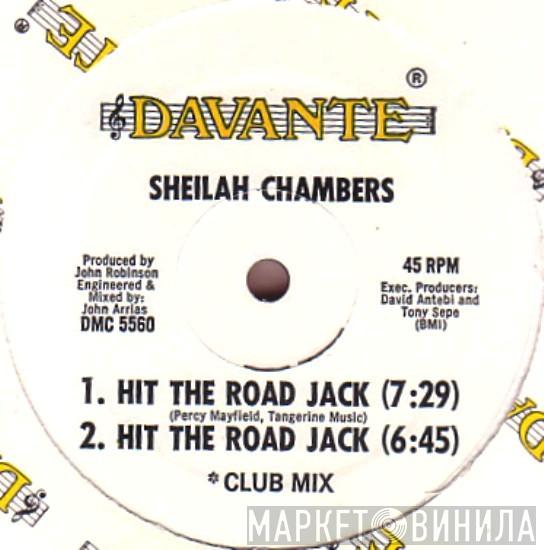 DAVANTE ®
SHEILAH CHAMBERS
Produced by
John Robinson
Engineered &
Mixed by:
John Arrias
DMC 5560
45 RPM
Exec. Producers:
David Antebi and
Tony Sepe
(BMI)
1. HIT THE ROAD JACK (7:29)
(Percy Mayfield, Tangerine Music)
2. HIT THE ROAD JACK (6:45)
* CLUB MIX
МАРКЕТ ВИНИЛА